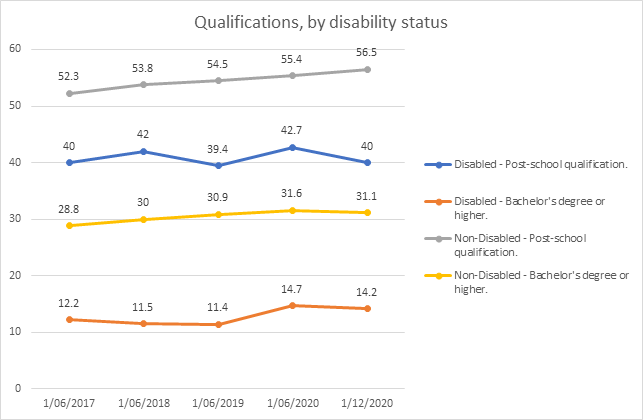 Qualifications, by disability status
60
50
40
30
20
10
0
52.3 53.8 54.5 55.4 56.5
40 42 39.4 42.7 40
28.8 30 30.9 31.6 31.1
12.2 11.5 11.4 14.7 14.2
1/06/2017 1/06/2018 1/06/2019 1/06/2020 1/12/2020
Disabled - Post-school qualification.
Disabled - Bachelor's degree or
higher.
Non-Disabled - Post-school
qualification.
Non-Disabled - Bachelor's degree or
higher.